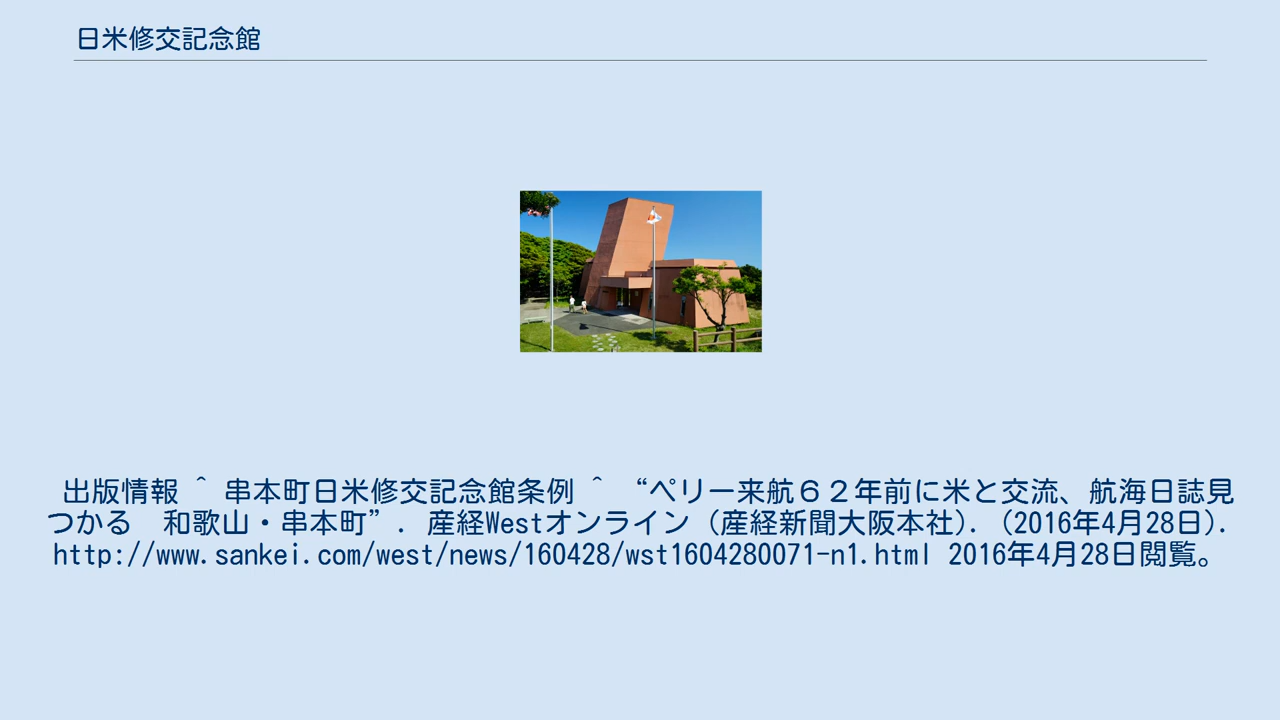 日米修交記念館
出版情報 ^ 串本町日米修交記念館条例 ^ “ペリー来航６２年前に米と交流、航海日誌見
つかる　和歌山・串本町”. 産経Westオンライン (産経新聞大阪本社). (2016年4月28日).
http://www.sankei.com/west/news/160428/wst1604280071-n1.html 2016年4月28日閲覧。